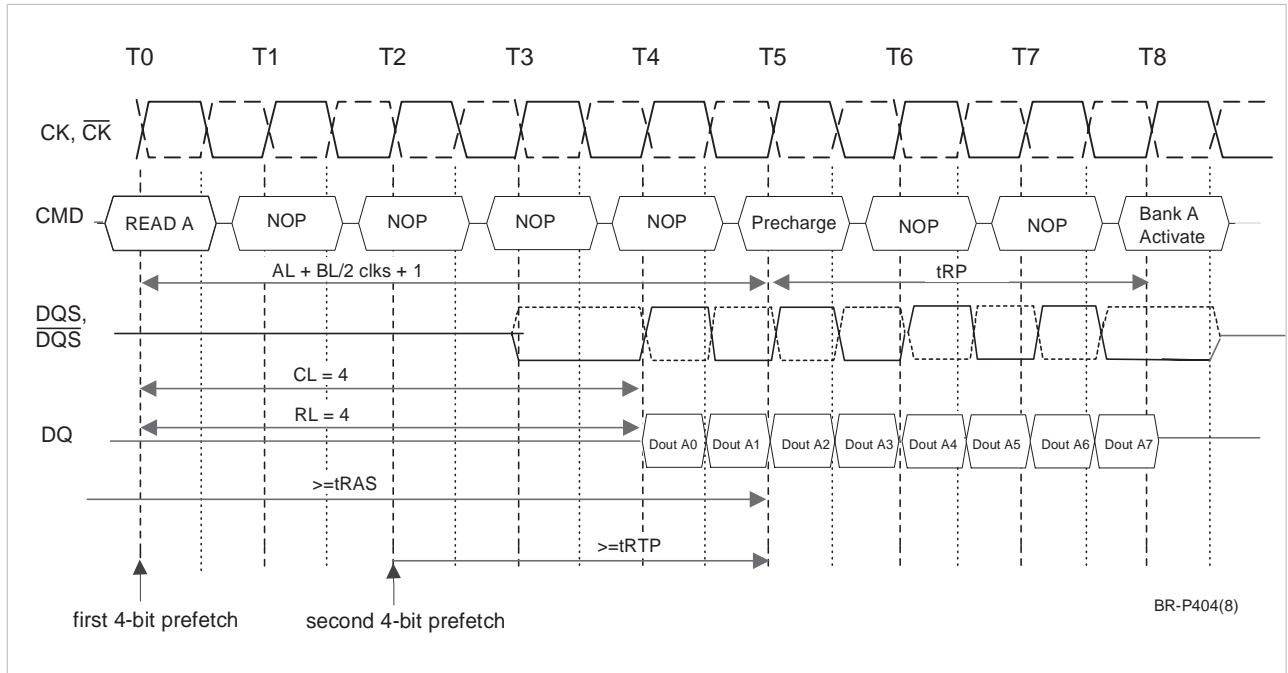 T0 T1 T2 T3 T4 T5 T6 T7 T8
CK, CK
CMD READ A NOP NOP NOP NOP Precharge NOP NOP Bank A
Activate
AL + BL/2 clks + 1 tRP
DQS,
DQS
CL = 4
RL = 4
DQ Dout A0 Dout A1 Dout A2 Dout A3 Dout A4 Dout A5 Dout A6 Dout A7
>=tRAS
>=tRTP
BR-P404(8)
first 4-bit prefetch second 4-bit prefetch